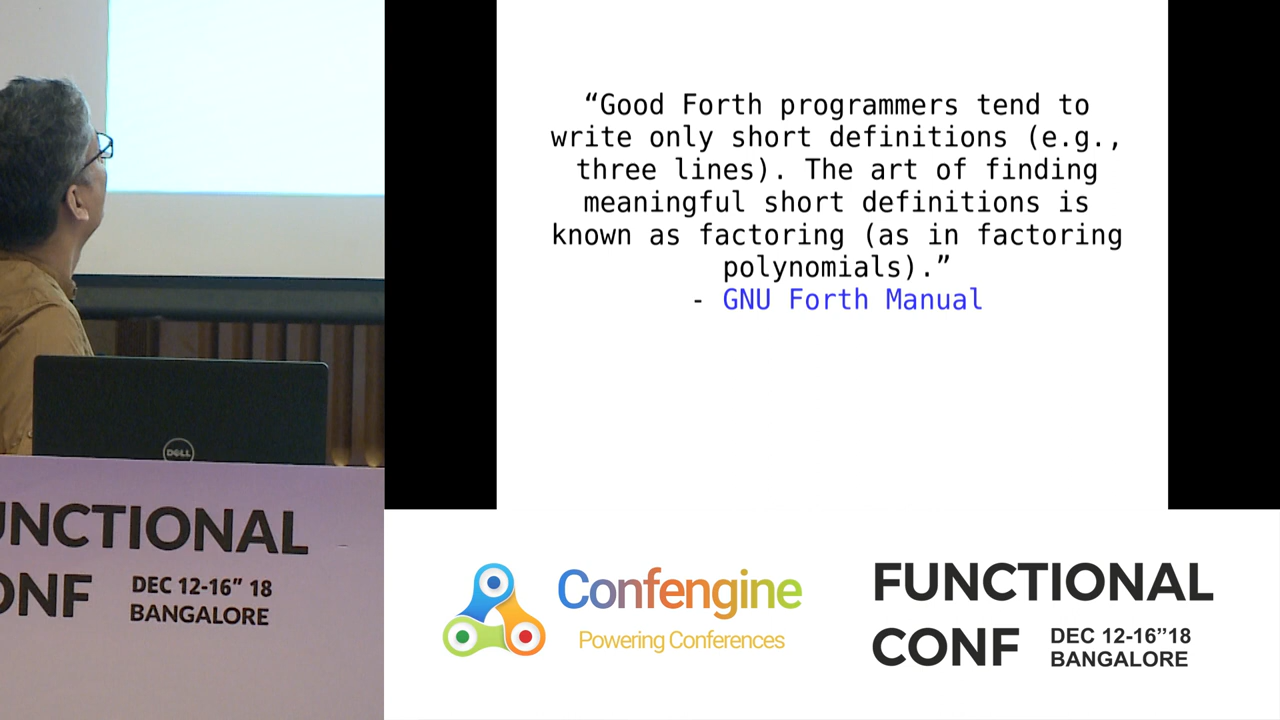 “Good Forth programmers tend to
write only short definitions (e.g.,
three lines). The art of finding
meaningful short definitions is
known as factoring (as in factoring
polynomials).”
- GNU Forth Manual
DELL
UNCTIONAL
ONF
DEC 12-16” 18
BANGALORE
Confengine
Powering Conferences
FUNCTIONAL
CONF
DEC 12-16”18
BANGALORE